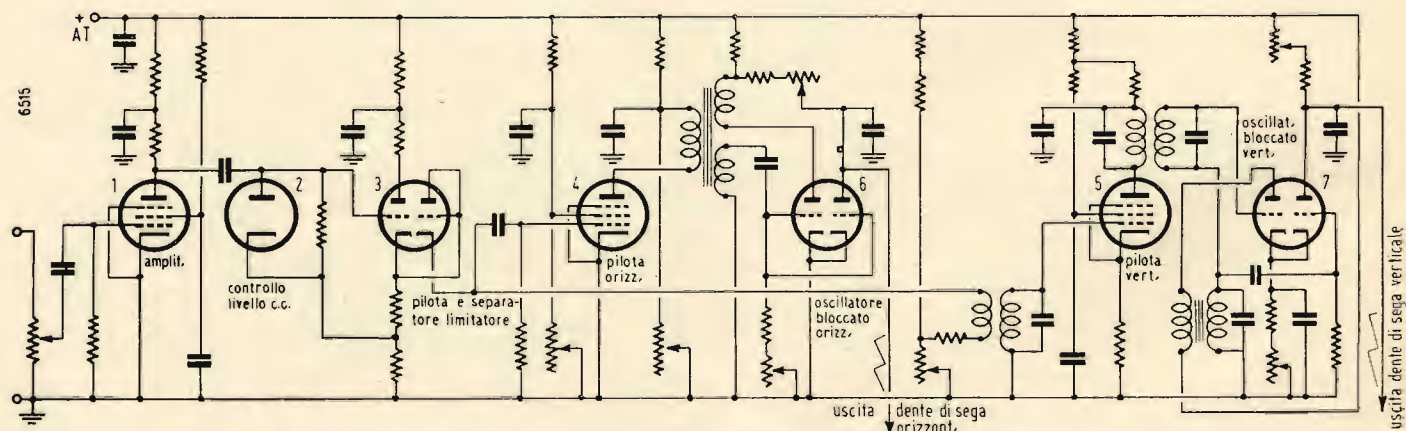 +
AT
6515
1
amplif.
2
controllo
livello c.c.
3
pilota e separa-
tore limitatore
4
pilota
orizz.
6
oscillatore
bloccato
orizz.
uscita dente di sega
orizzont.
5
pilota
vert.
oscillat.
bloccato
vert.
7
uscita dente di sega verticale